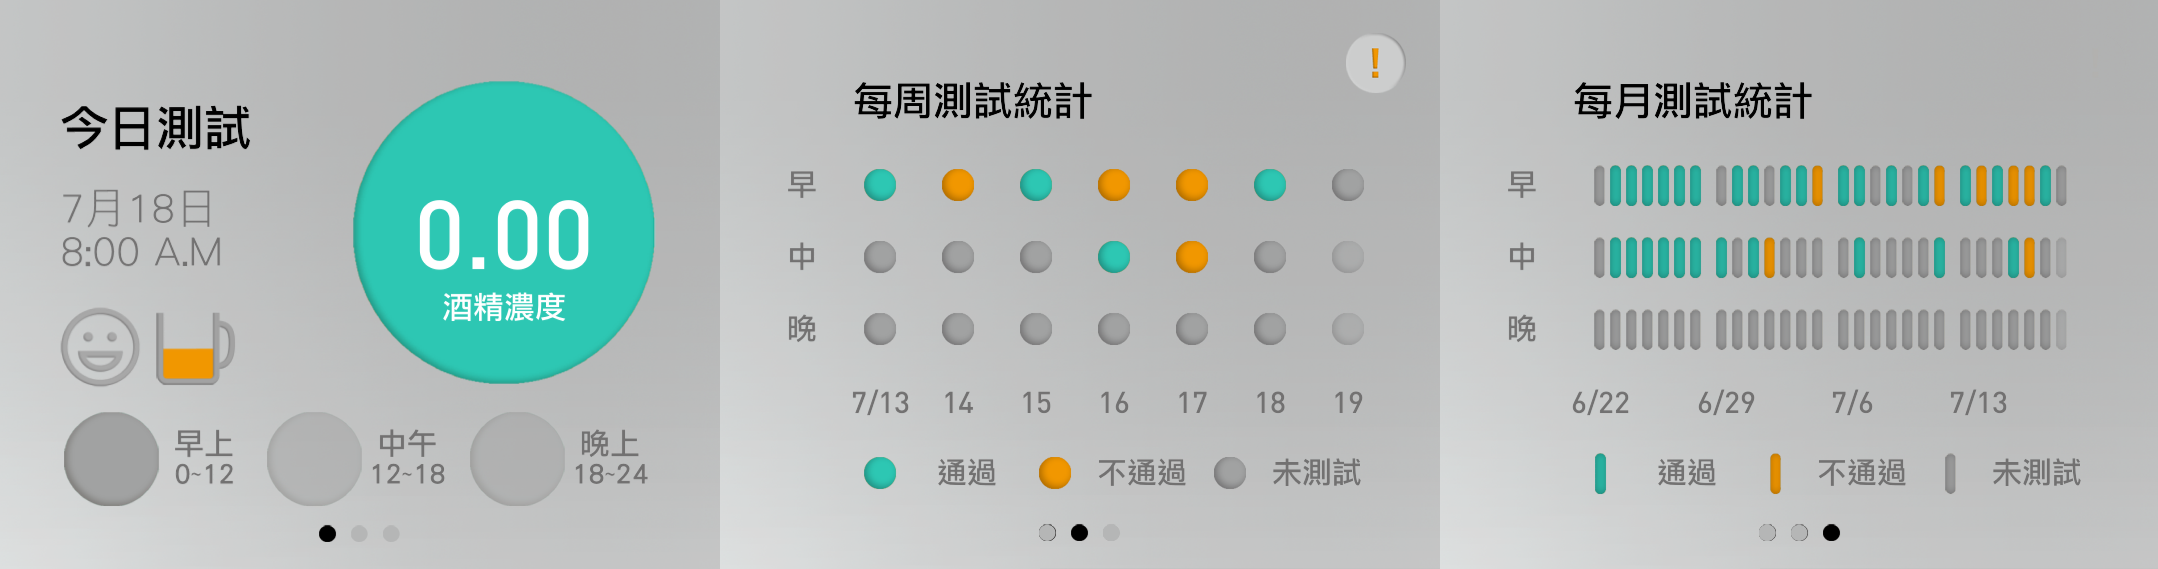 今日測試
7月18日
8:00 A.M
0.00
酒精濃度
早上
0~12
中午
12~18
晚上
18~24
!
每周測試統計
早
中
晚
7/13 14 15 16 17 18 19
通過 不通過 未測試
每月測試統計
早
中
晚
6/22 6/29 7/6 7/13
通過 不通過 未測試